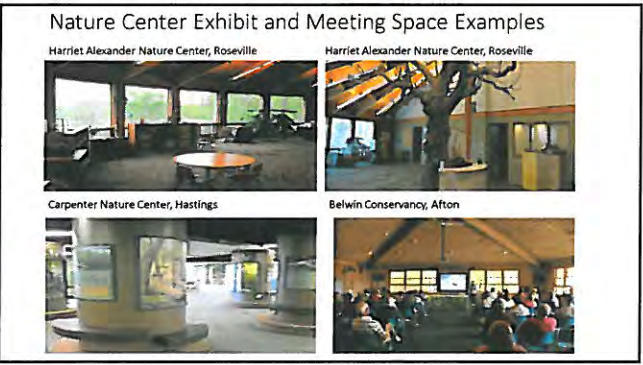 Nature Center Exhibit and Meeting Space Examples
Harriet Alexander Nature Center, Roseville
Harriet Alexander Nature Center, Roseville
Carpenter Nature Center, Hastings
Belwin Conservancy, Afton